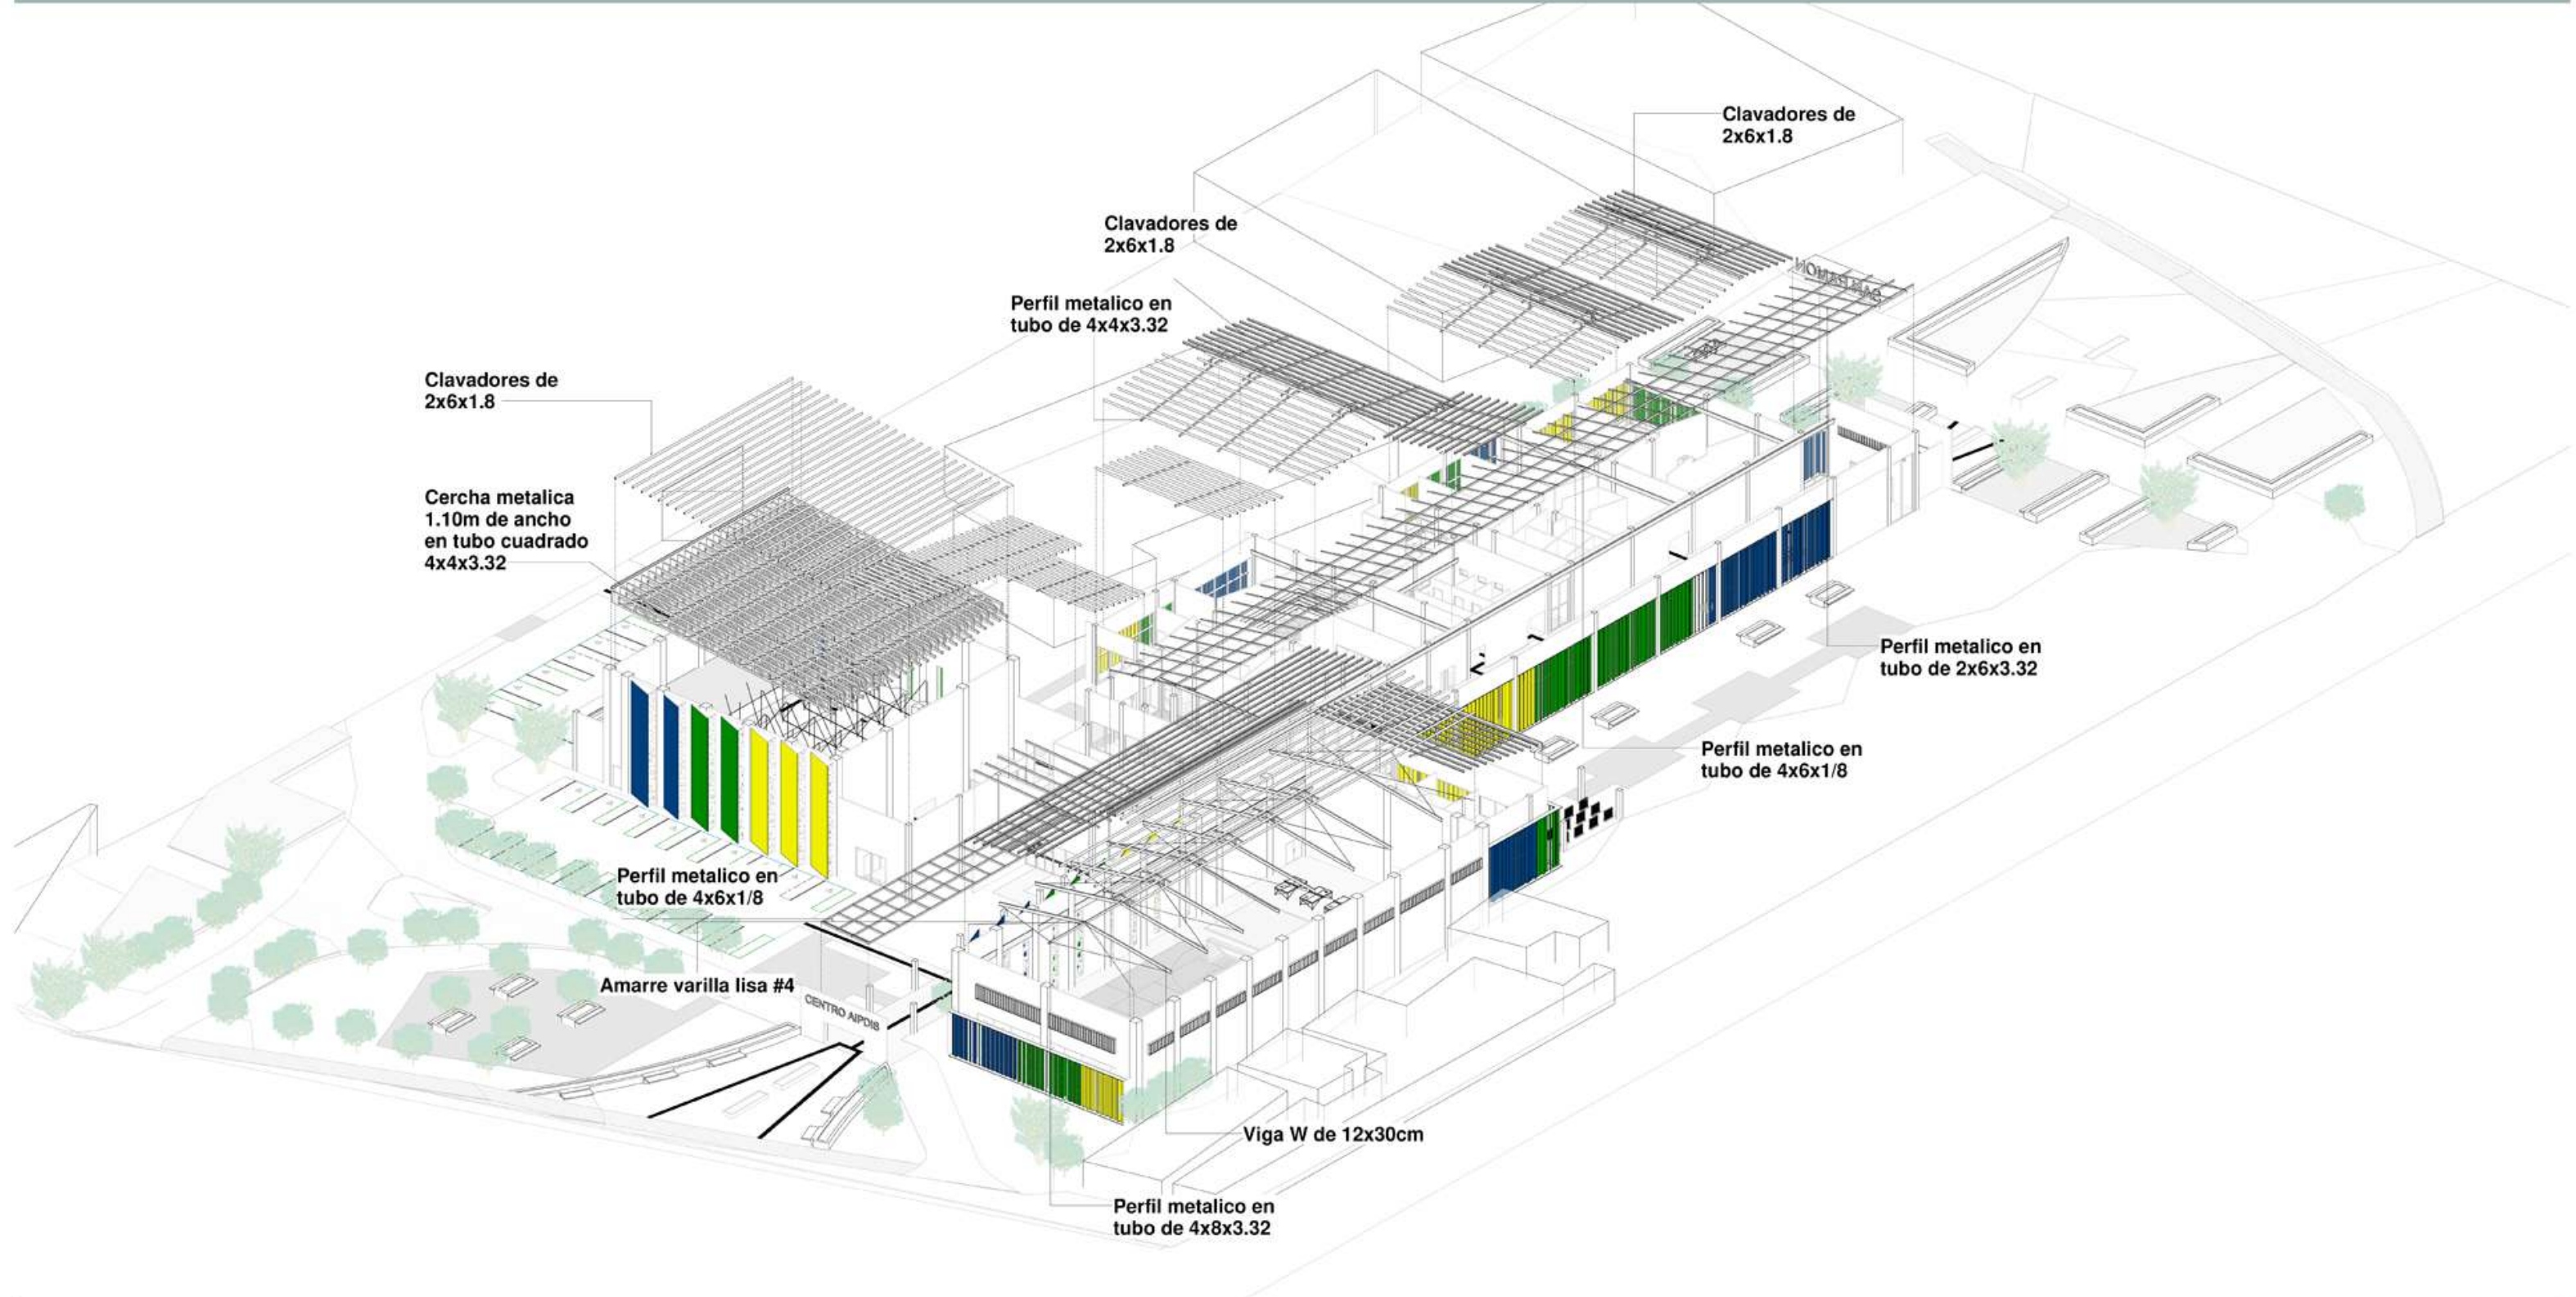 Clavadores de
2x6x1.8
Clavadores de
2x6x1.8
Perfil metalico en
tubo de 4x4x3.32
SAN RAMON
Clavadores de
2x6x1.8
Cercha metalica
1.10m de ancho
en tubo cuadrado
4x4x3.32
Perfil metalico en
tubo de 2x6x3.32
Perfil metalico en
tubo de 4x6x1/8
Perfil metalico en
tubo de 4x6x1/8
Amarre varilla lisa #4
CENTRO AIPDIS
Viga W de 12x30cm
Perfil metalico en
tubo de 4x8x3.32